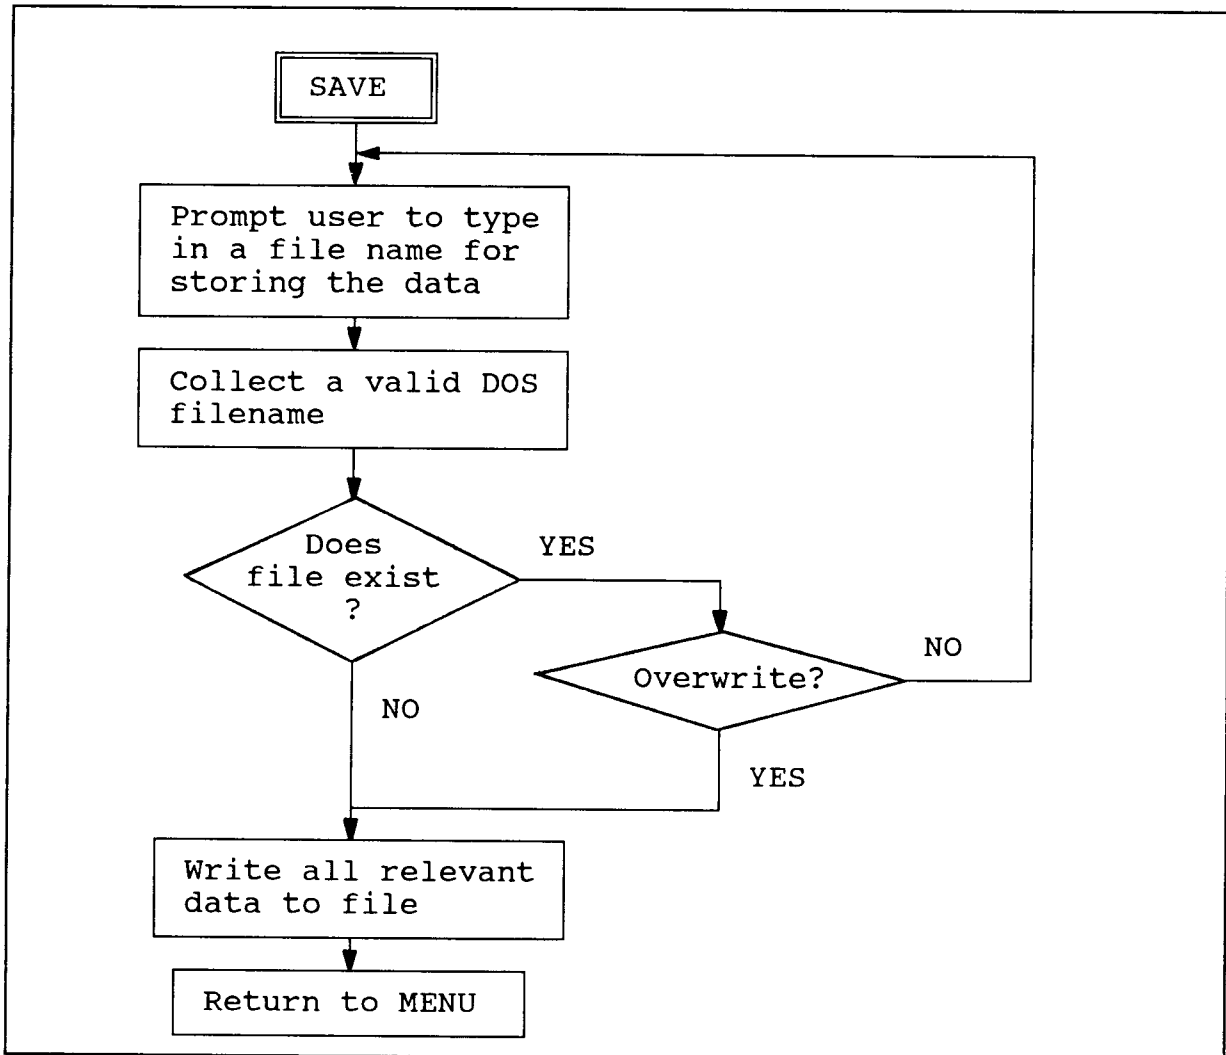 SAVE
Prompt user to type
in a file name for
storing the data
Collect a valid DOS
filename
Does
file exist
?
YES
NO
Overwrite?
NO
YES
Write all relevant
data to file
Return to MENU